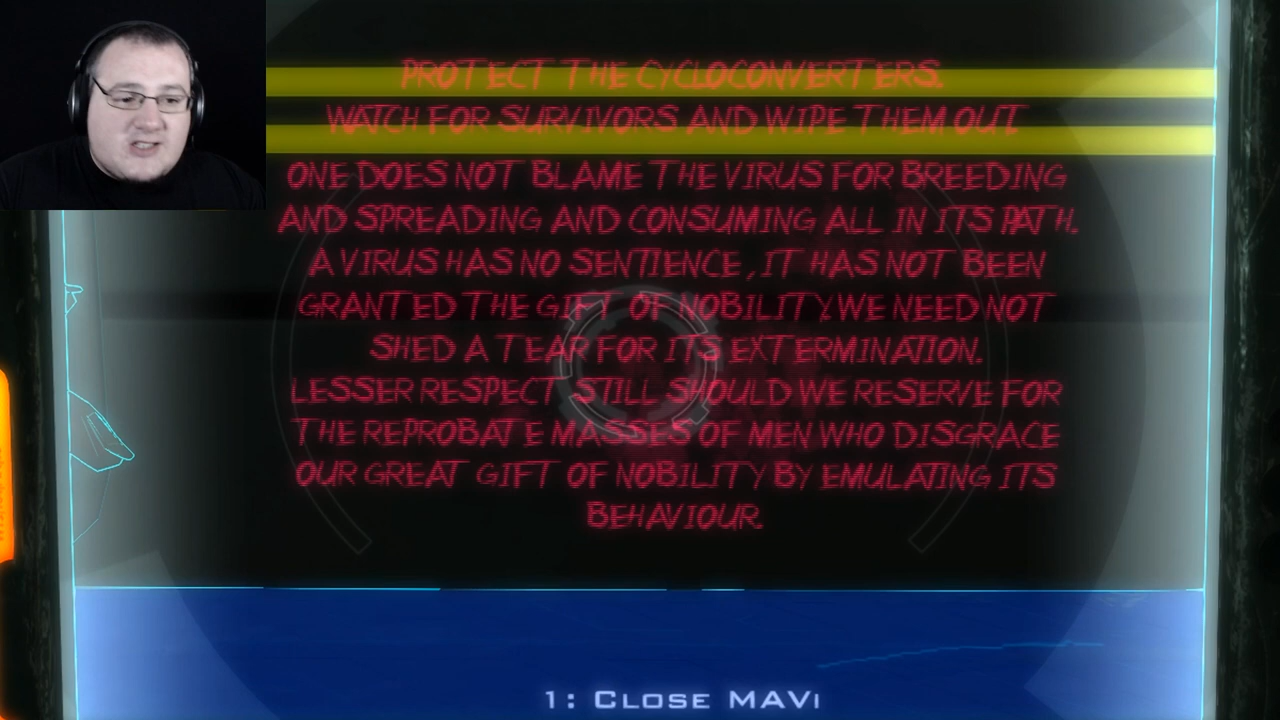 PROTECT THE CYCLOCONVERTERS.
WATCH FOR SURVIVORS AND WIPE THEM OUT.
ONE DOES NOT BLAME THE VIRUS FOR BREEDING
AND SPREADING AND CONSUMING ALL IN ITS PATH.
A VIRUS HAS NO SENTIENCE, IT HAS NOT BEEN
GRANTED THE GIFT OF NOBILITY. WE NEED NOT
SHED A TEAR FOR ITS EXTERMINATION.
LESSER RESPECT STILL SHOULD WE RESERVE FOR
THE REPROBATE MASSES OF MEN WHO DISGRACE
OUR GREAT GIFT OF NOBILITY BY EMULATING ITS
BEHAVIOUR.
1: CLOSE MAVi